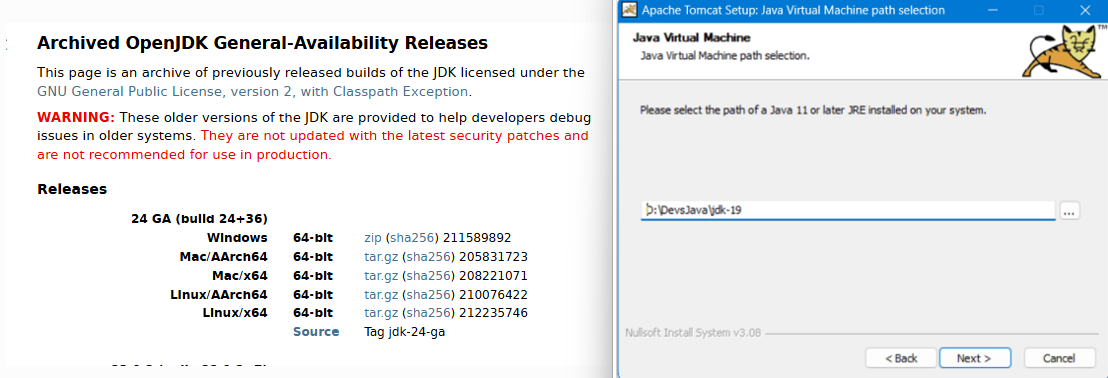 Archived OpenJDK General-Availability Releases
This page is an archive of previously released builds of the JDK licensed under the
GNU General Public License, version 2, with Classpath Exception.
WARNING: These older versions of the JDK are provided to help developers debug
issues in older systems. They are not updated with the latest security patches and
are not recommended for use in production.
Releases
24 GA (build 24+36)
Windows 64-bit zip (sha256) 211589892
Mac/AArch64 64-bit tar.gz (sha256) 205831723
Mac/x64 64-bit tar.gz (sha256) 208221071
Linux/AArch64 64-bit tar.gz (sha256) 210076422
Linux/x64 64-bit tar.gz (sha256) 212235746
Source Tag jdk-24-ga
Apache Tomcat Setup: Java Virtual Machine path selection
Java Virtual Machine
Java Virtual Machine path selection.
TM
Please select the path of a Java 11 or later JRE installed on your system.
D:\DevsJava\jdk-19
...
Nullsoft Install System v3.08
< Back Next > Cancel